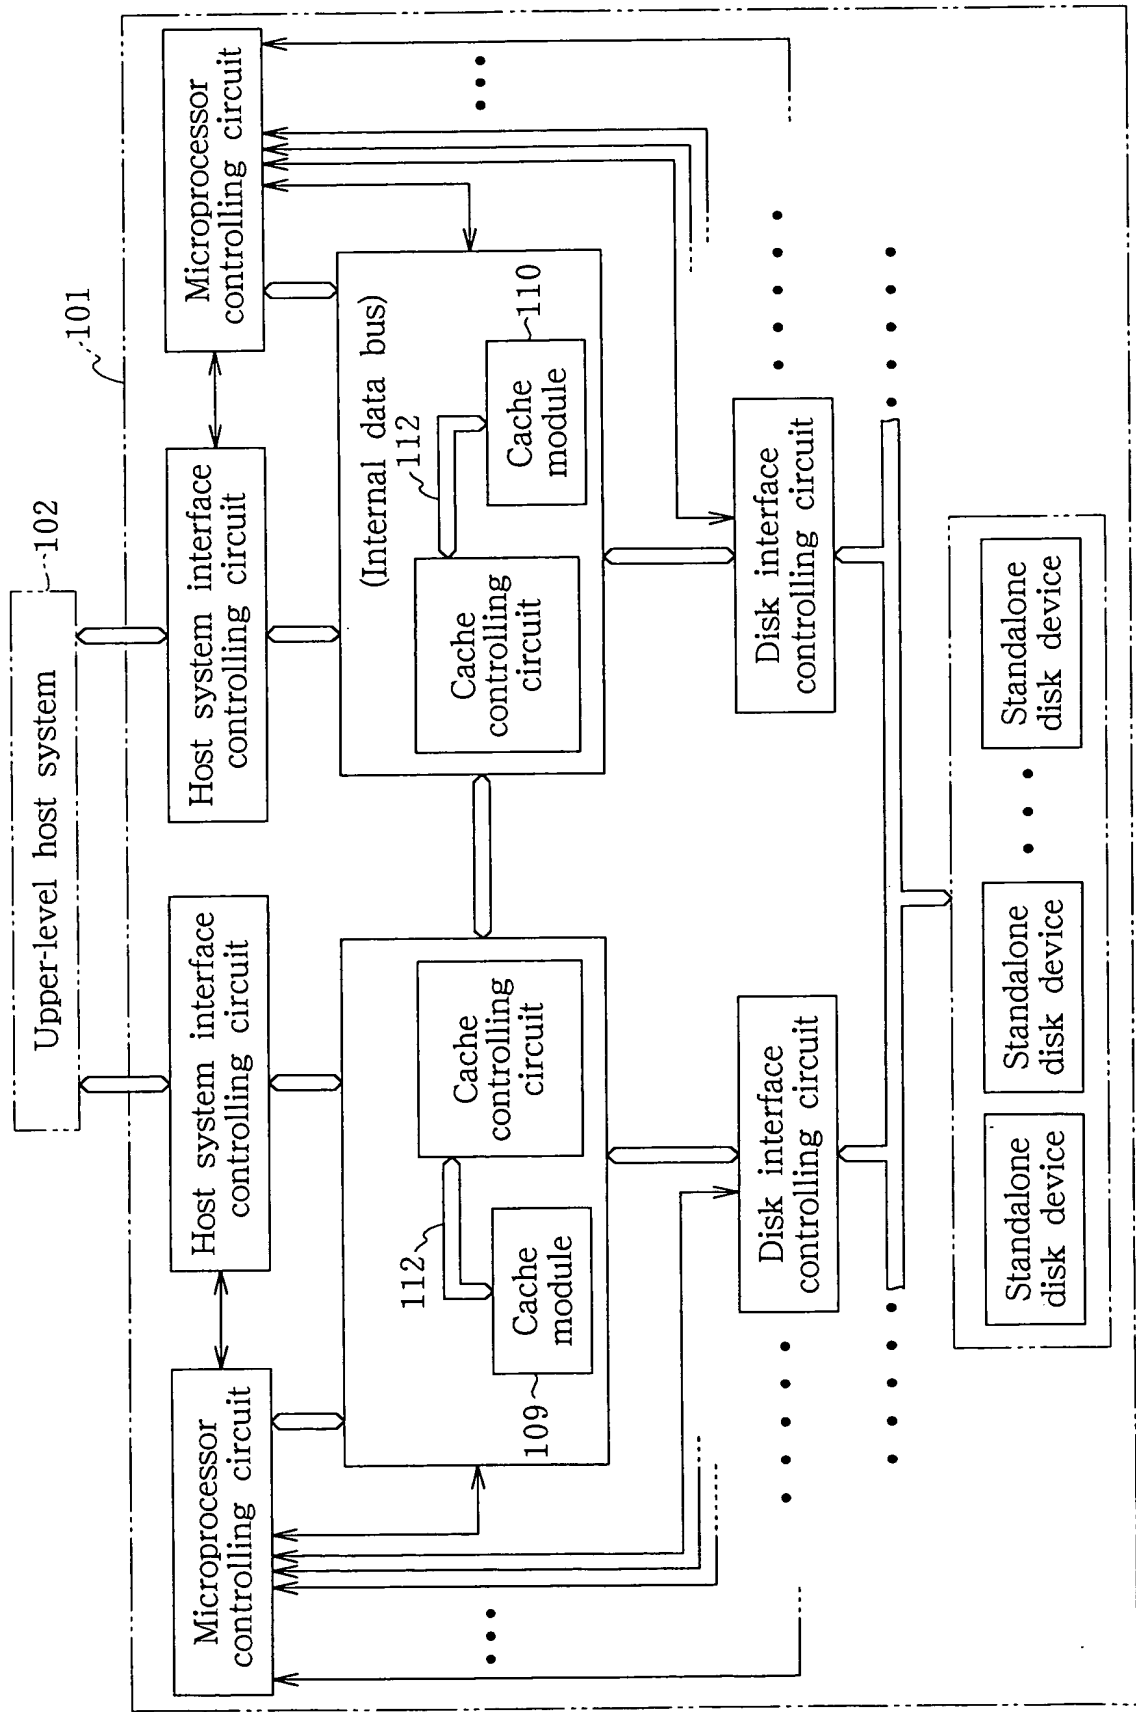 Upper-level host system
102
101
Microprocessor
controlling circuit
Host system interface
controlling circuit
Host system interface
controlling circuit
Microprocessor
controlling circuit
(Internal data bus)
112
Cache
module
109
Cache
controlling
circuit
Cache
controlling
circuit
112
Cache
module
110
Disk interface
controlling circuit
Disk interface
controlling circuit
Standalone
disk device
Standalone
disk device
Standalone
disk device